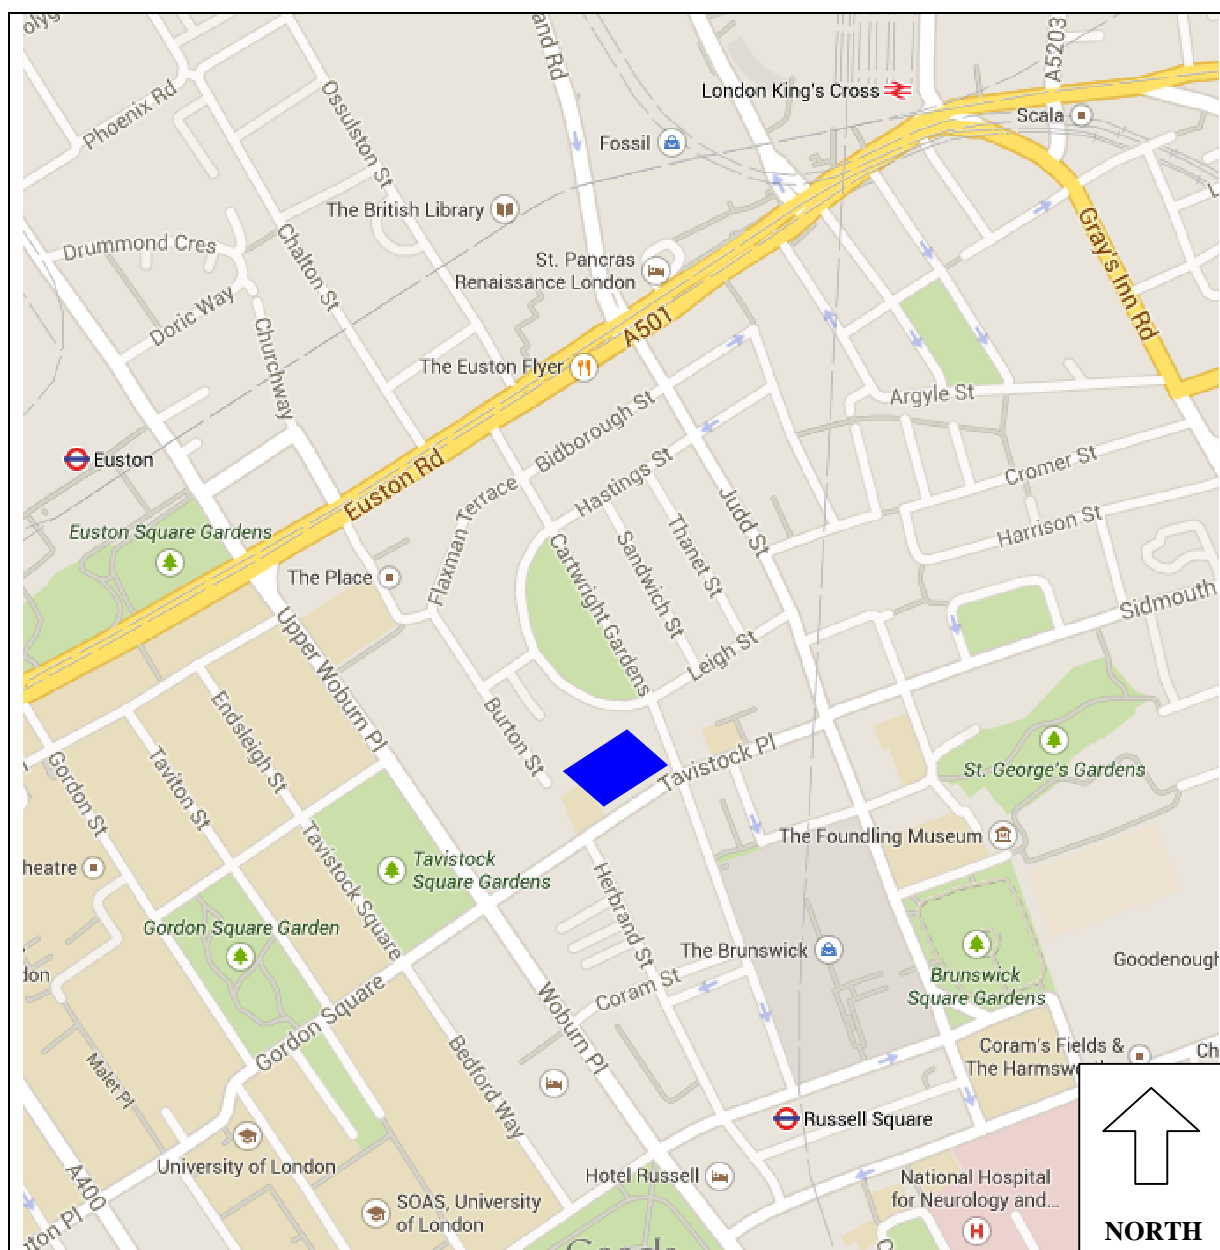 and Rd
A5203
London King's Cross
Phoenix Rd
Ossulston St
Scala
Fossil
The British Library
Drummond Cres
Chalton St
St. Pancras
Renaissance London
Gray's Inn Rd
Doric Way
Churchway
A501
The Euston Flyer
Argyle St
Bidborough St
Euston
Euston Rd
Hastings St
Cromer St
Judd St
Harrison St
Euston Square Gardens
Flaxman Terrace
Thanet St
Sandwich St
Cartwright Gardens
The Place
Sidmouth
Upper Woburn Pl
Leigh St
Endsleigh St
Burton St
Gordon St
Taviton St
Tavistock Pl
St. George's Gardens
The Foundling Museum
heatre
Tavistock
Square Gardens
Tavistock Square
Herbrand St
Gordon Square Garden
The Brunswick
don
Goodenough
Brunswick
Square Gardens
Coram St
Gordon Square
Woburn Pl
Bedford Way
Malet Pl
Coram's Fields &
The Harmsw
Ch
Russell Square
University of London
Hotel Russell
A400
National Hospital
for Neurology and...
SOAS, University
of London
ton Pl
H
NORTH